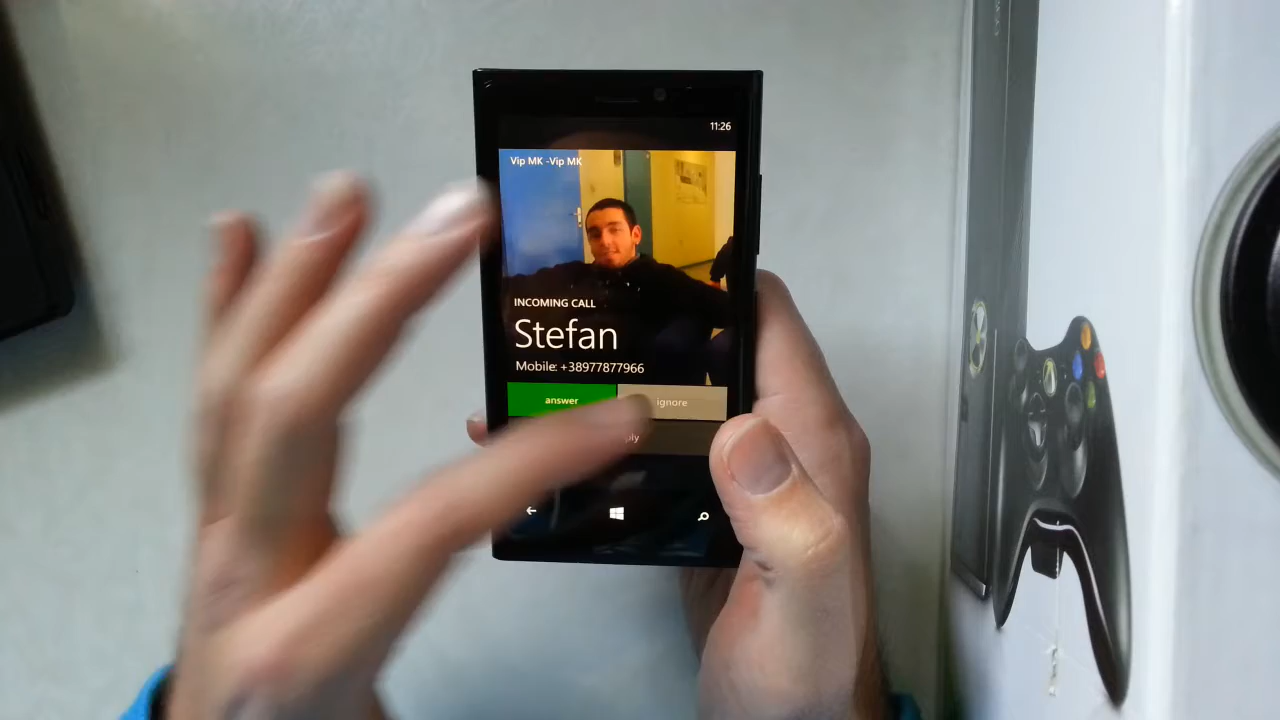 11:26
Vip MK -Vip MK
INCOMING CALL
Stefan
Mobile: +38977877966
answer
ignore